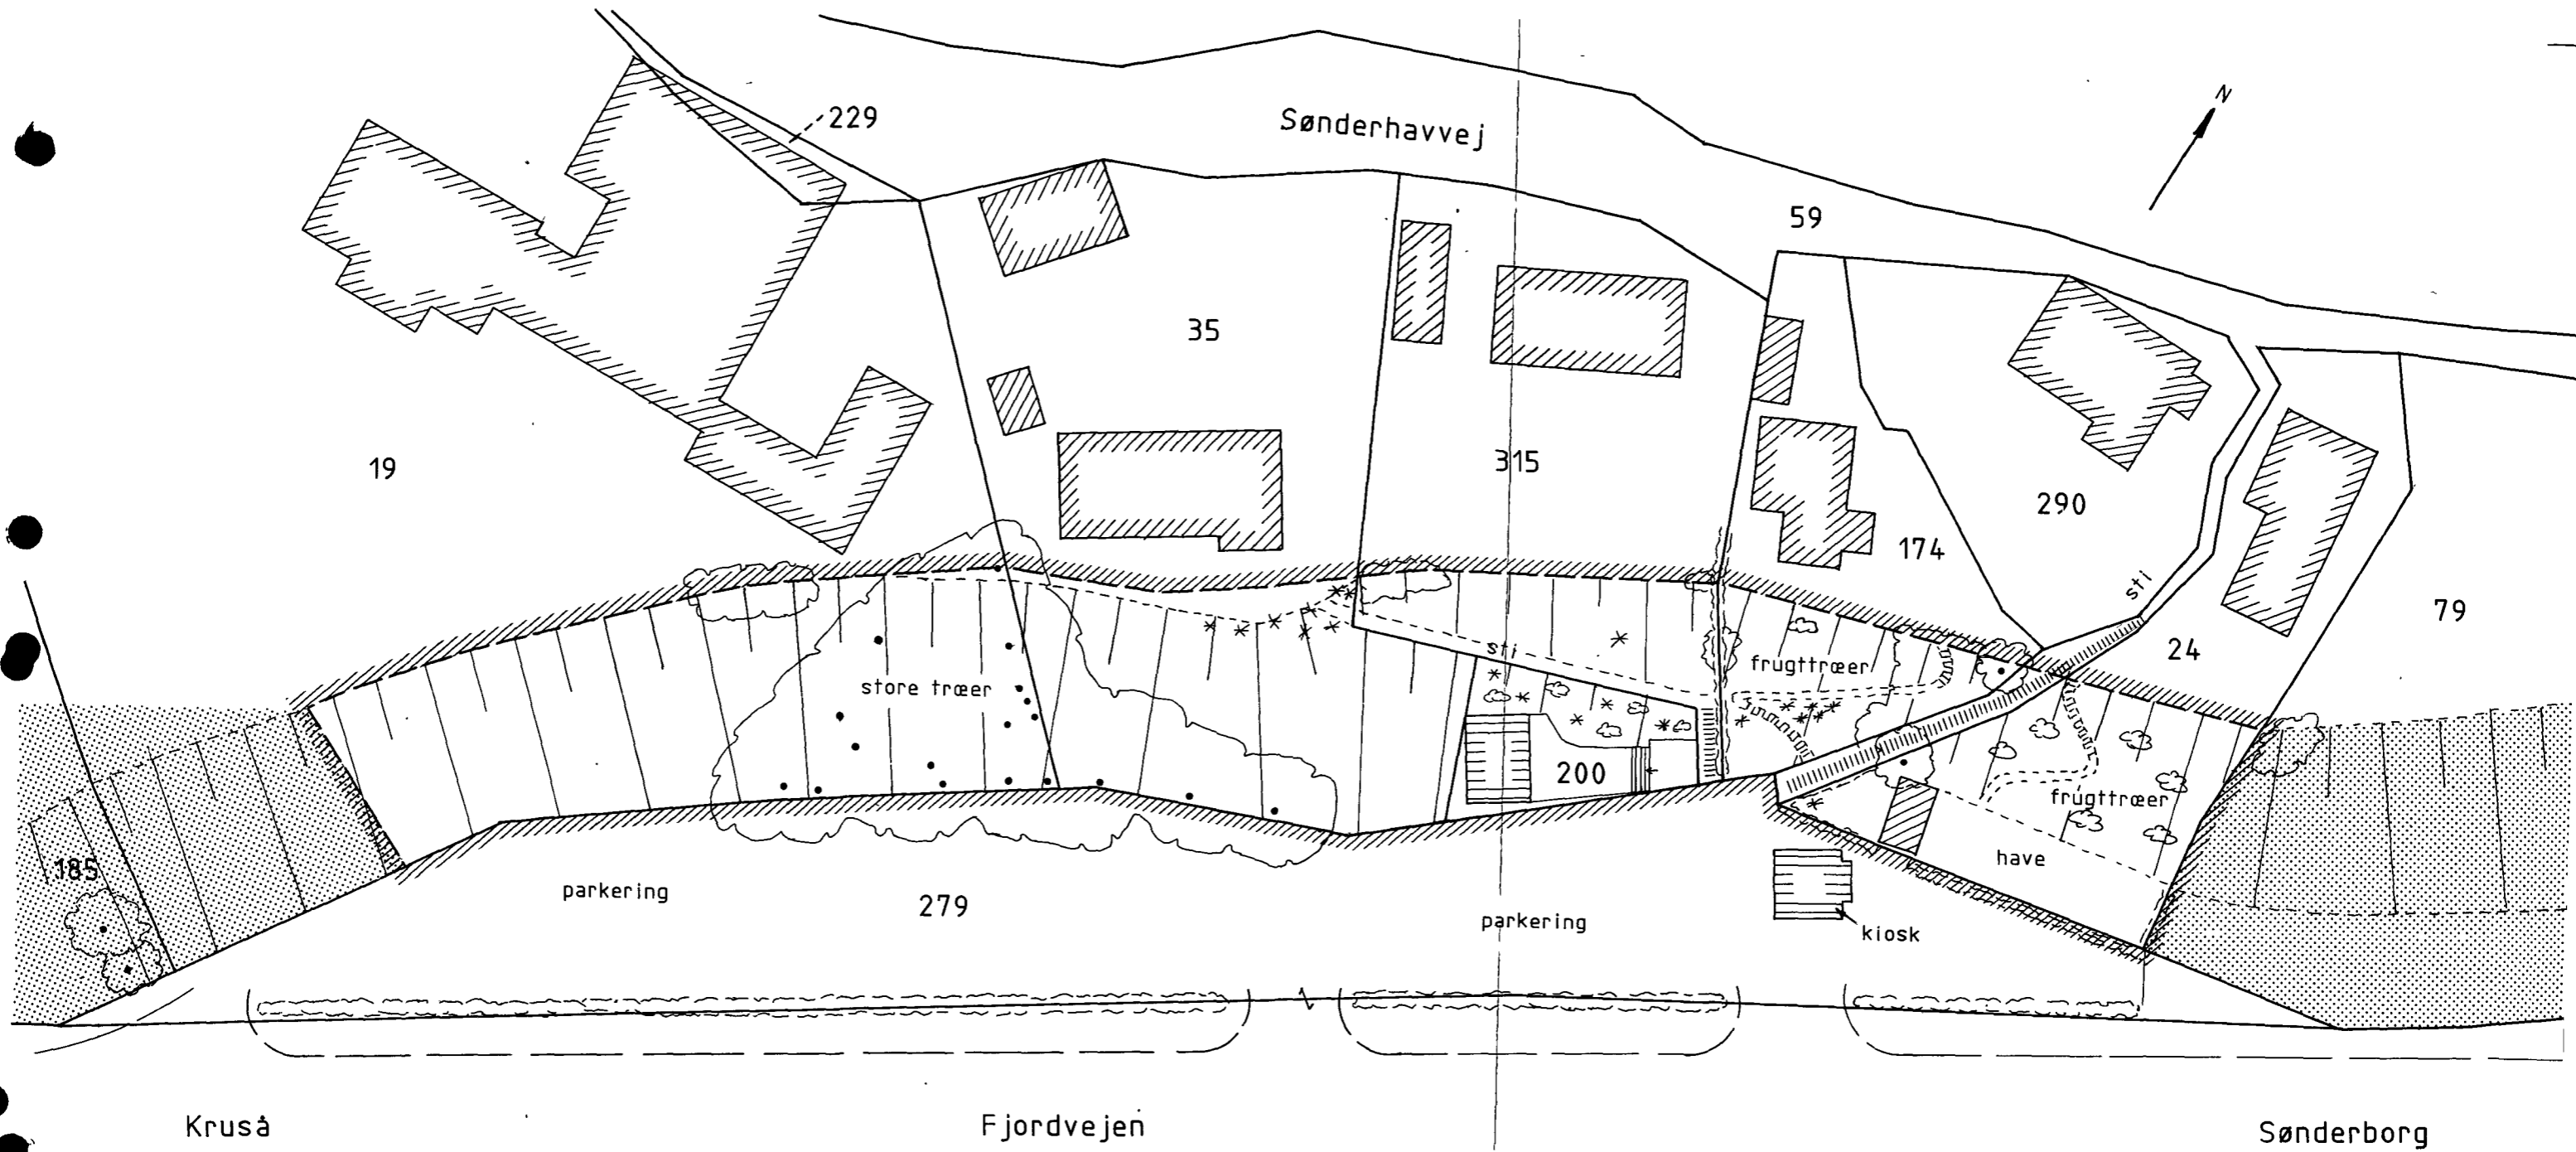 N
229
Sønderhavvej
59
35
19
315
290
174
sti
79
24
sti
frugttræer
store træer
200
frugttræer
185
have
parkering
279
parkering
kiosk
Kruså
Fjordvejen
Sønderborg